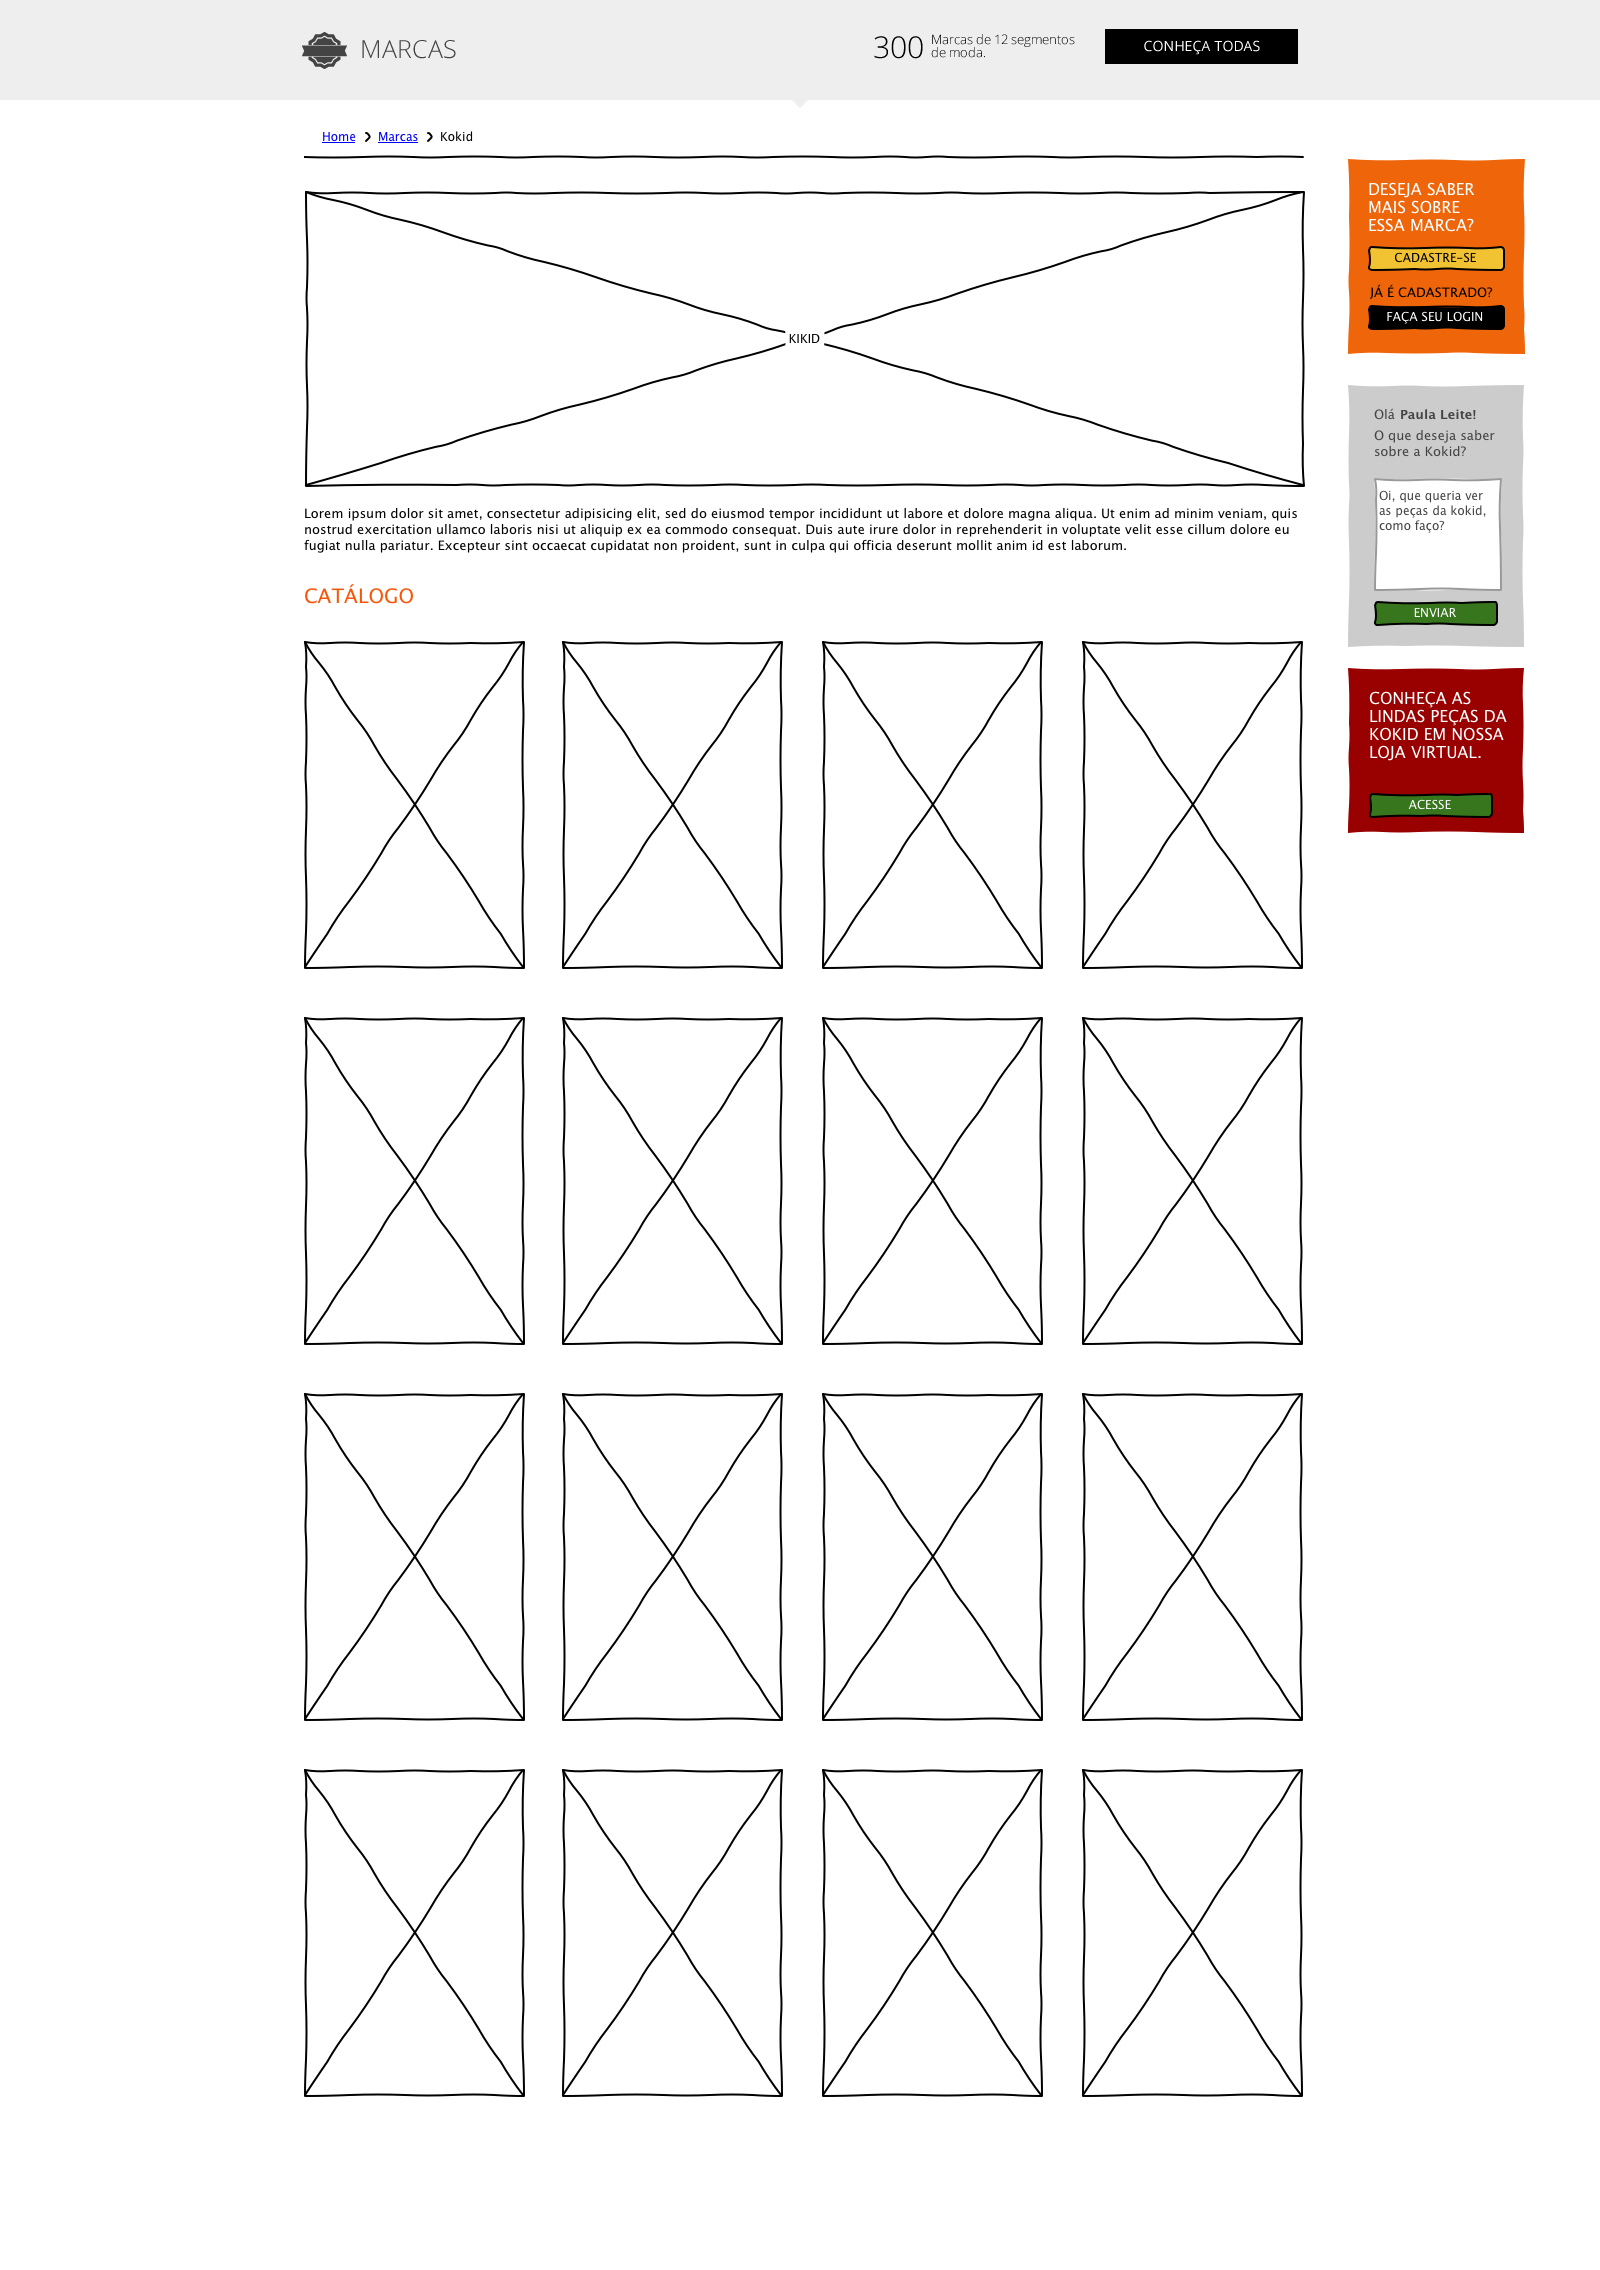 MARCAS
300 Marcas de 12 segmentos
de moda.
CONHEÇA TODAS
Home > Marcas > Kokid
KIKID
Lorem ipsum dolor sit amet, consectetur adipisicing elit, sed do eiusmod tempor incididunt ut labore et dolore magna aliqua. Ut enim ad minim veniam, quis
nostrud exercitation ullamco laboris nisi ut aliquip ex ea commodo consequat. Duis aute irure dolor in reprehenderit in voluptate velit esse cillum dolore eu
fugiat nulla pariatur. Excepteur sint occaecat cupidatat non proident, sunt in culpa qui officia deserunt mollit anim id est laborum.
CATÁLOGO
DESEJA SABER
MAIS SOBRE
ESSA MARCA?
CADASTRE-SE
JÁ É CADASTRADO?
FAÇA SEU LOGIN
Olá Paula Leite!
O que deseja saber
sobre a Kokid?
Oi, que queria ver
as peças da kokid,
como faço?
ENVIAR
CONHEÇA AS
LINDAS PEÇAS DA
KOKID EM NOSSA
LOJA VIRTUAL.
ACESSE